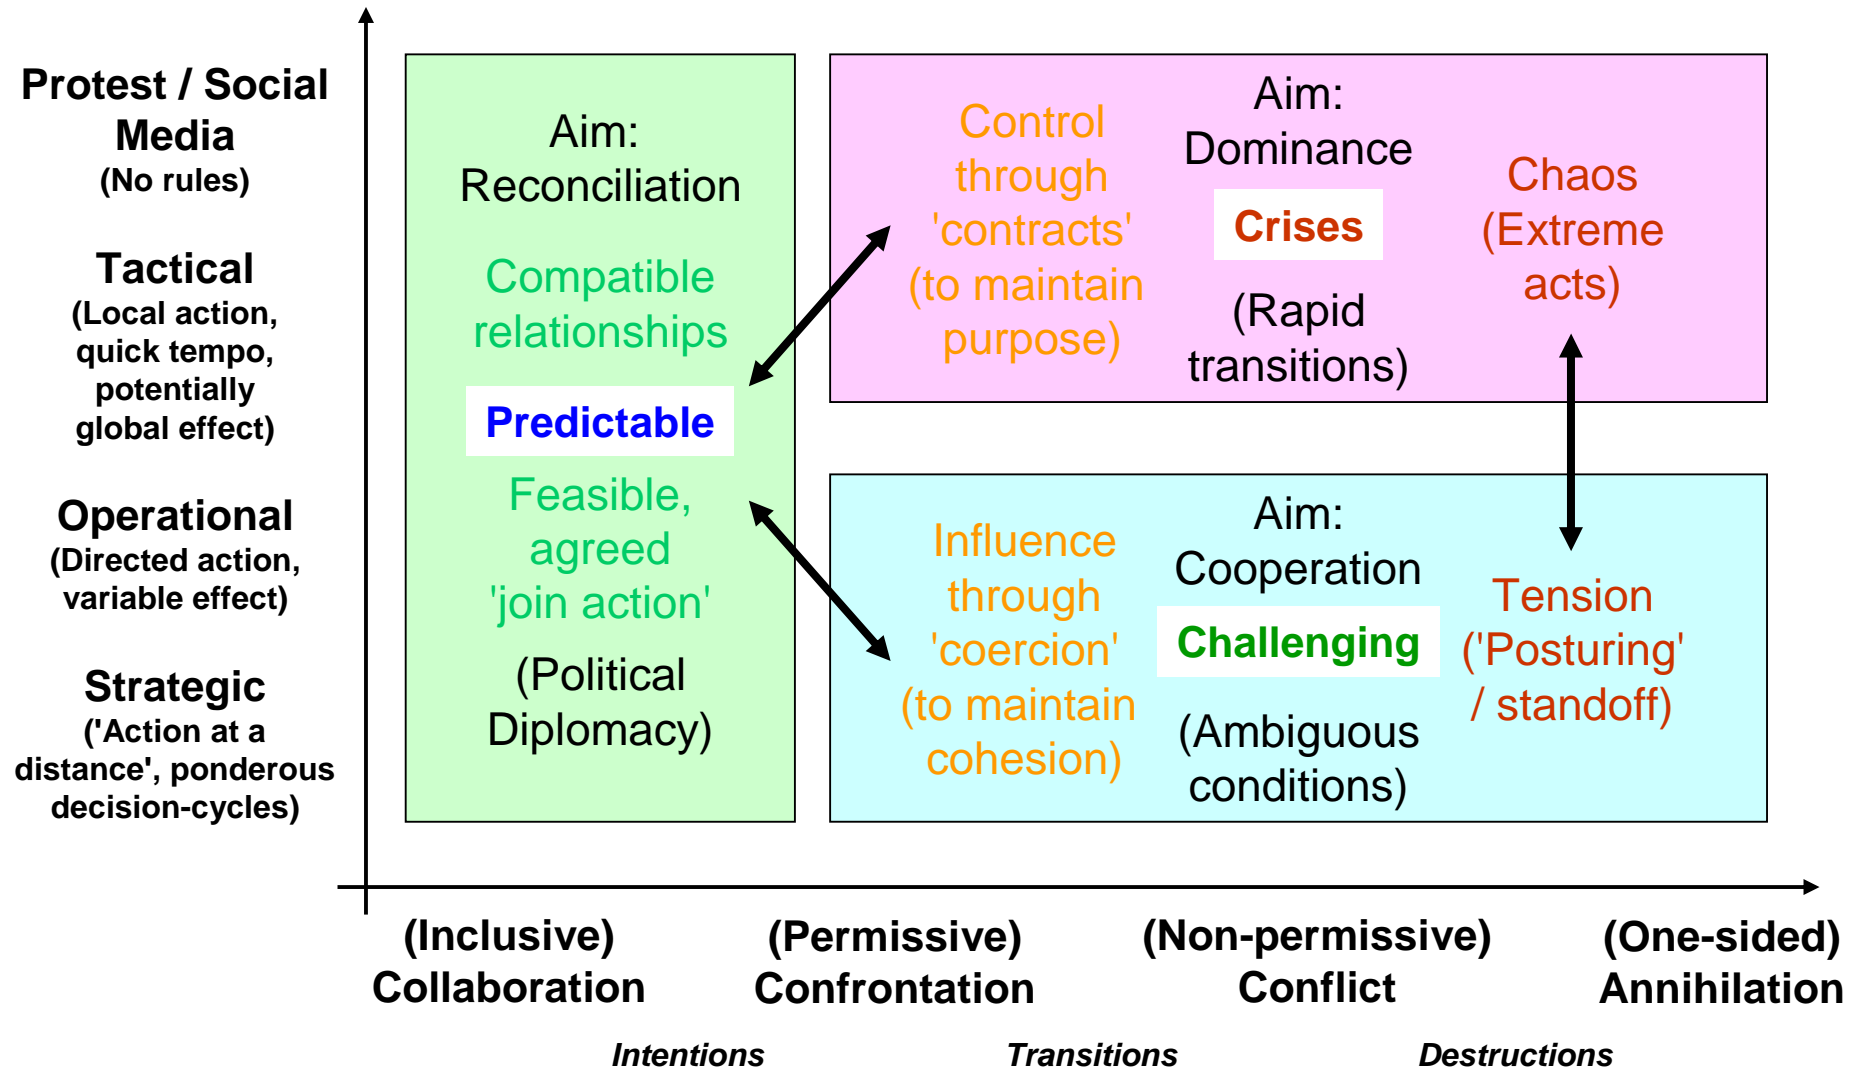 Protest / Social
Media
(No rules)
Tactical
(Local action,
quick tempo,
potentially
global effect)
Operational
(Directed action,
variable effect)
Strategic
('Action at a
distance', ponderous
decision-cycles)
Aim:
Reconciliation
Compatible
relationships
Predictable
Feasible,
agreed
'join action'
(Political
Diplomacy)
Control
through
'contracts'
(to maintain
purpose)
Aim:
Dominance
Crises
(Rapid
transitions)
Chaos
(Extreme
acts)
Influence
through
'coercion'
(to maintain
cohesion)
Aim:
Cooperation
Challenging
(Ambiguous
conditions)
Tension
('Posturing'
/ standoff)
(Inclusive)
Collaboration
(Permissive)
Confrontation
(Non-permissive)
Conflict
(One-sided)
Annihilation
Intentions
Transitions
Destructions